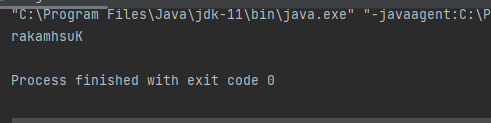 "C:\Program Files\Java\jdk-11\bin\java.exe" "-javaagent:C:\P
rakamhsuK
Process finished with exit code 0